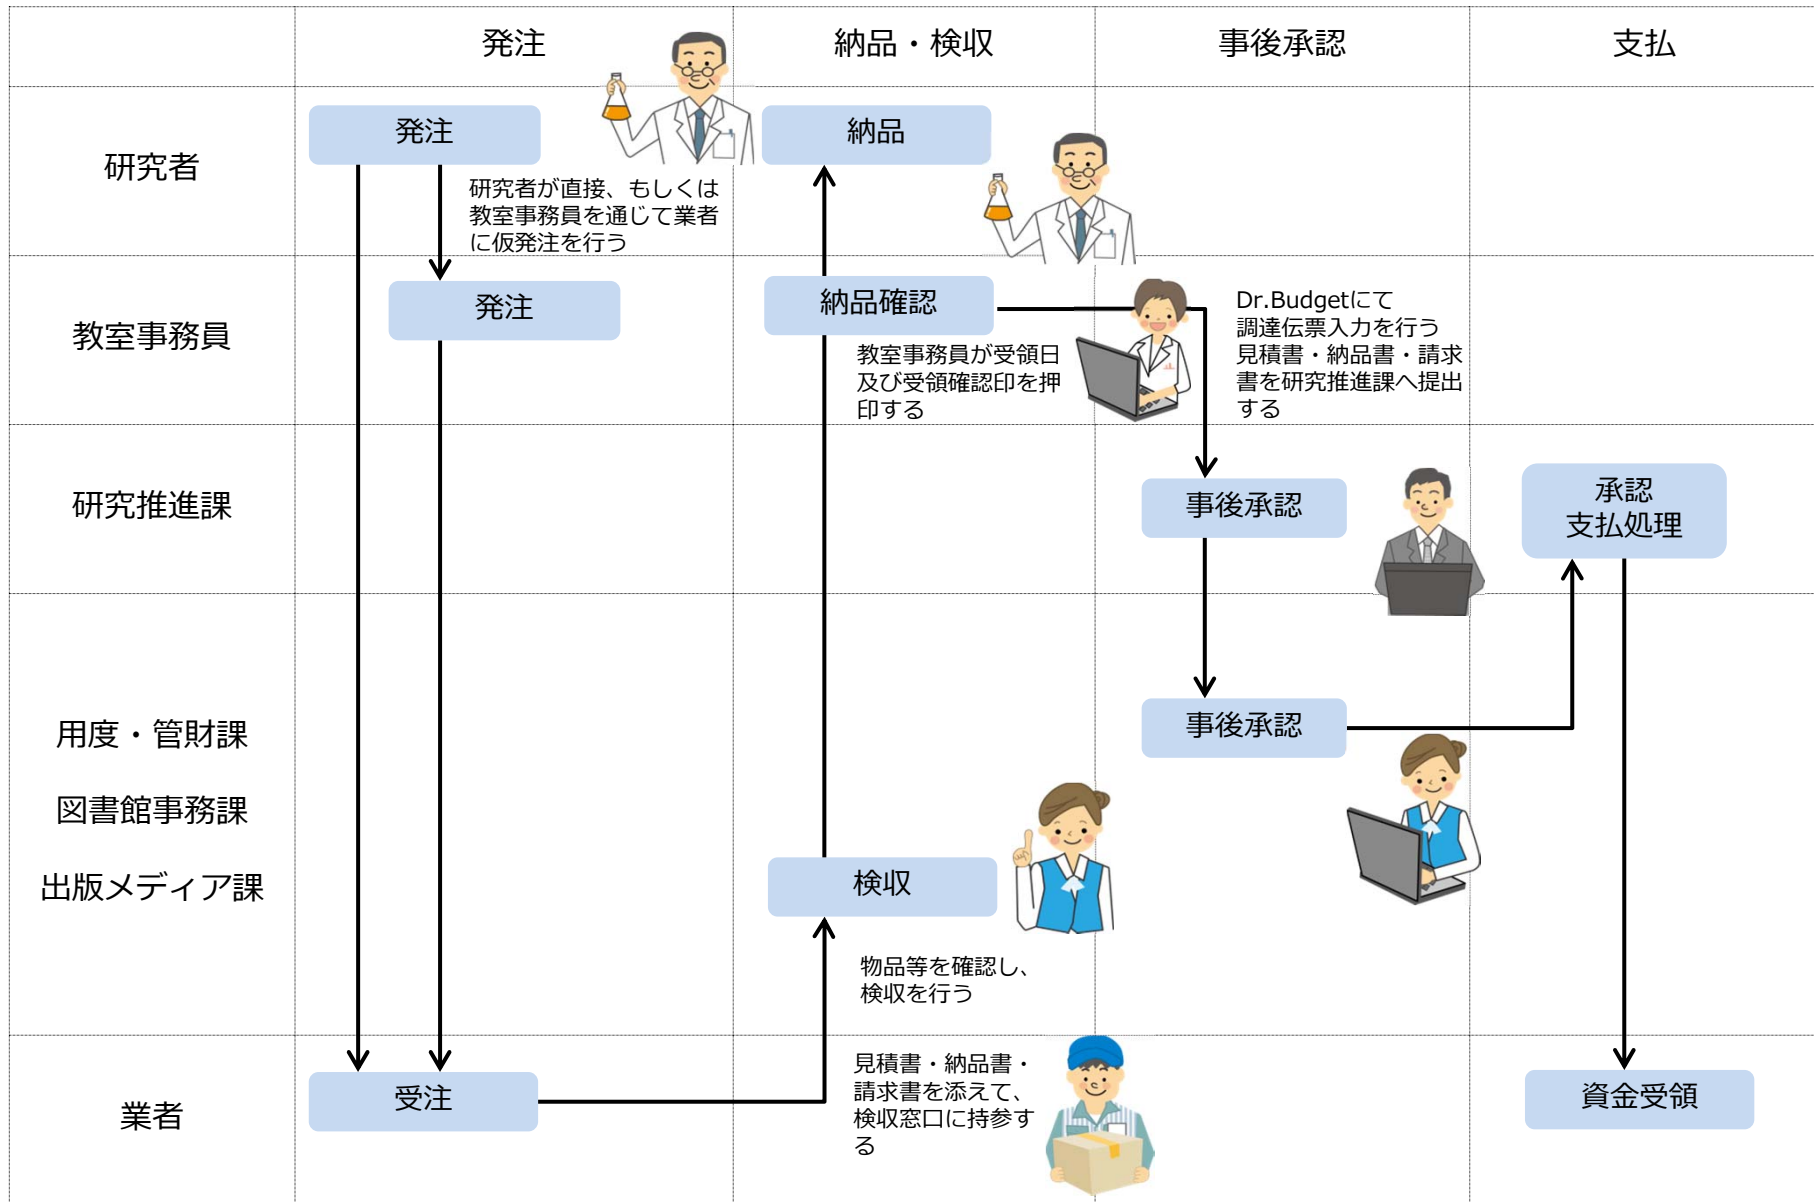 発注
納品・検収
事後承認
支払
研究者
発注
研究者が直接、もしくは
教室事務員を通じて業者
に仮発注を行う
納品
教室事務員
発注
納品確認
教室事務員が受領日
及び受領確認印を押
印する
Dr.Budgetにて
調達伝票入力を行う
見積書・納品書・請求
書を研究推進課へ提出
する
研究推進課
事後承認
承認
支払処理
用度・管財課
図書館事務課
出版メディア課
事後承認
検収
物品等を確認し、
検収を行う
業者
受注
見積書・納品書・
請求書を添えて、
検収窓口に持参す
る
資金受領